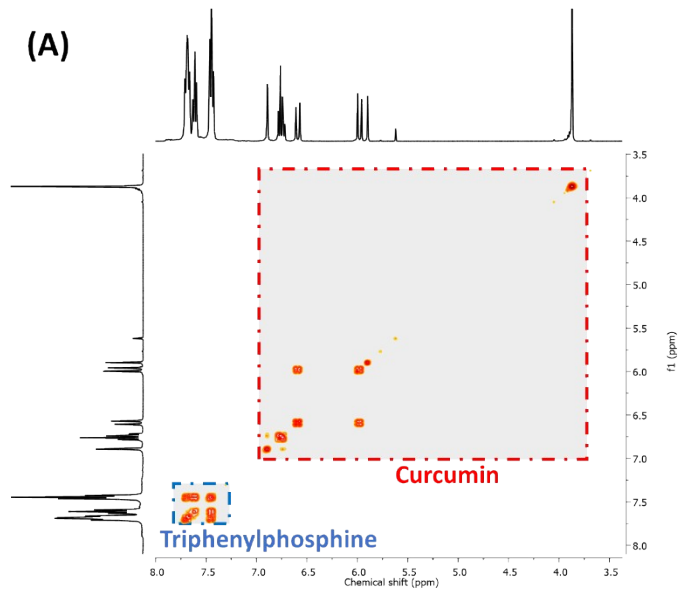 (A)
3.5
4.0
4.5
5.0
5.5
6.0
6.5
7.0
7.5
8.0
f1 (ppm)
Curcumin
Triphenylphosphine
8.0 7.5 7.0 6.5 6.0 5.5 5.0 4.5 4.0 3.5
Chemical shift (ppm)